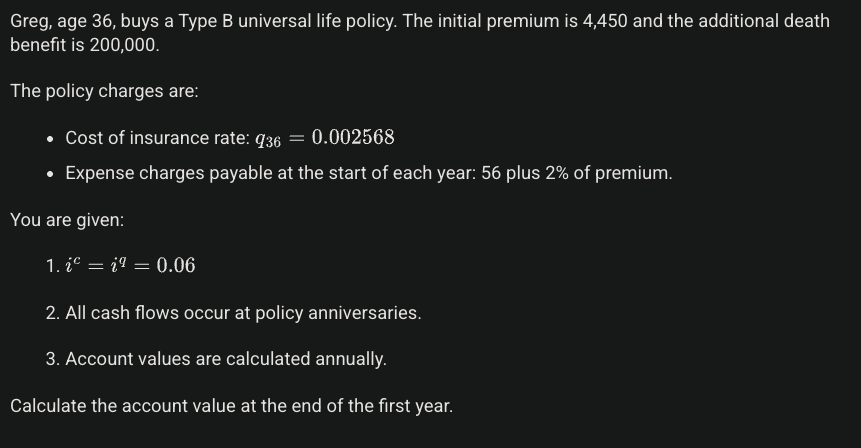 Greg, age 36, buys a Type B universal life policy. The initial premium is 4,450 and the additional death
benefit is 200,000.
The policy charges are:
• Cost of insurance rate: q₃₆ = 0.002568
• Expense charges payable at the start of each year: 56 plus 2% of premium.
You are given:
1. iᶜ = i^q = 0.06
2. All cash flows occur at policy anniversaries.
3. Account values are calculated annually.
Calculate the account value at the end of the first year.